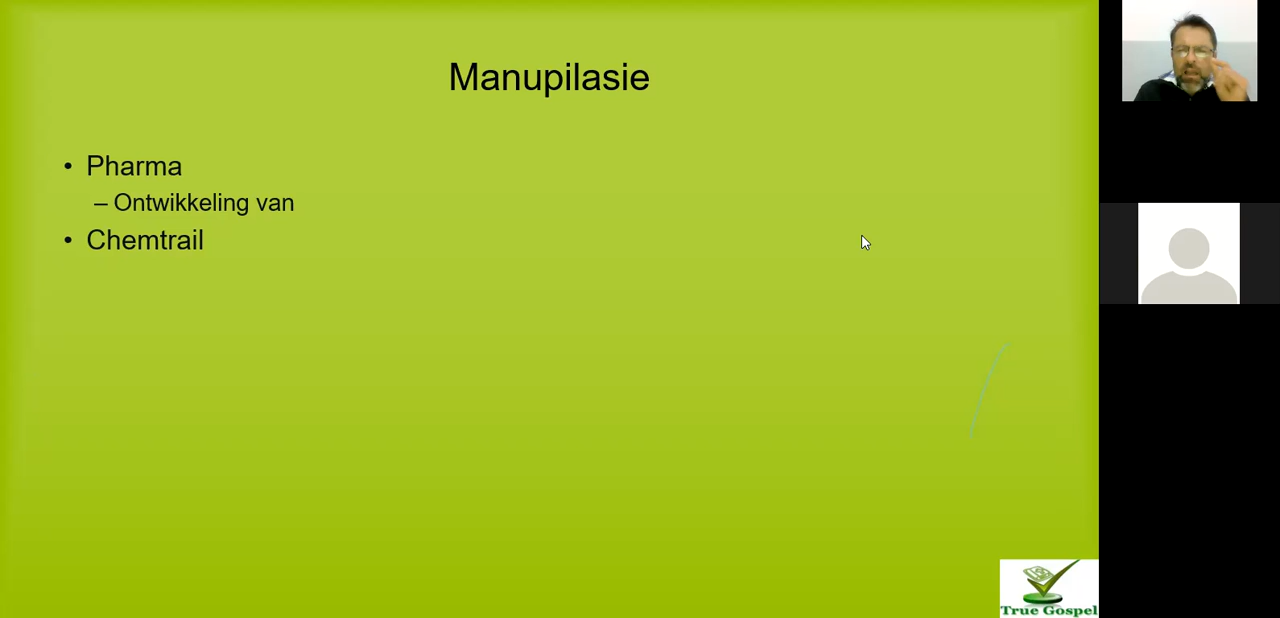 Manupilasie
• Pharma
– Ontwikkeling van
• Chemtrail
True Gospel